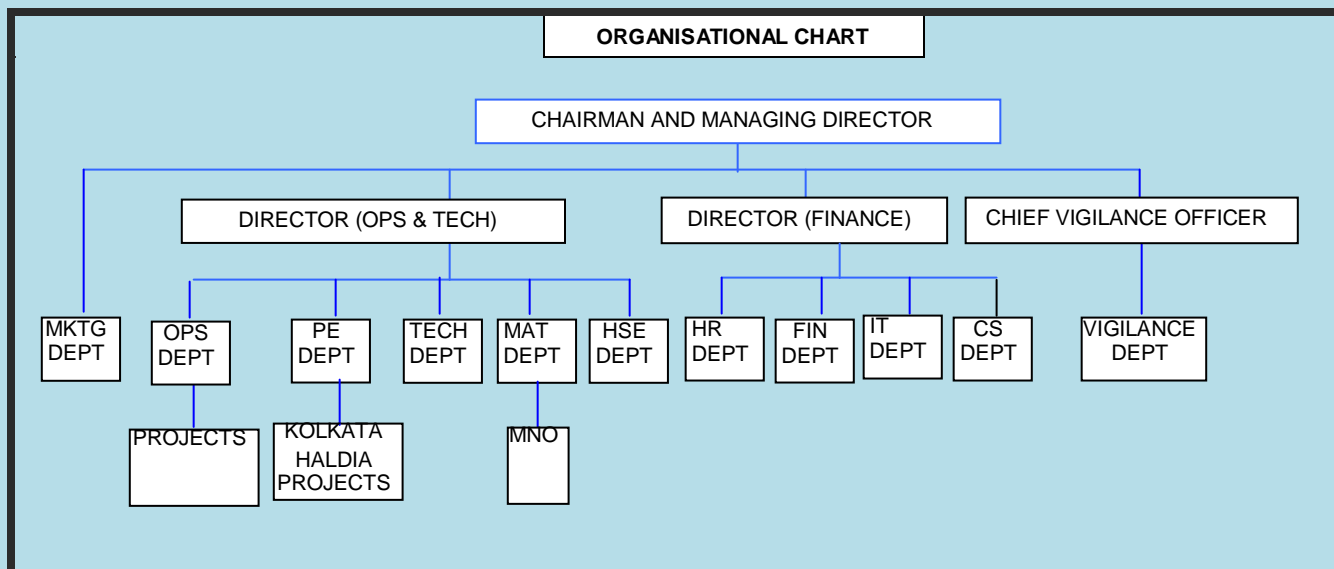 ORGANISATIONAL CHART
CHAIRMAN AND MANAGING DIRECTOR
DIRECTOR (OPS & TECH)
DIRECTOR (FINANCE)
CHIEF VIGILANCE OFFICER
MKTG
DEPT
OPS
DEPT
PE
DEPT
TECH
DEPT
MAT
DEPT
HSE
DEPT
HR
DEPT
FIN
DEPT
IT
DEPT
CS
DEPT
VIGILANCE
DEPT
PROJECTS
KOLKATA
HALDIA
PROJECTS
MNO